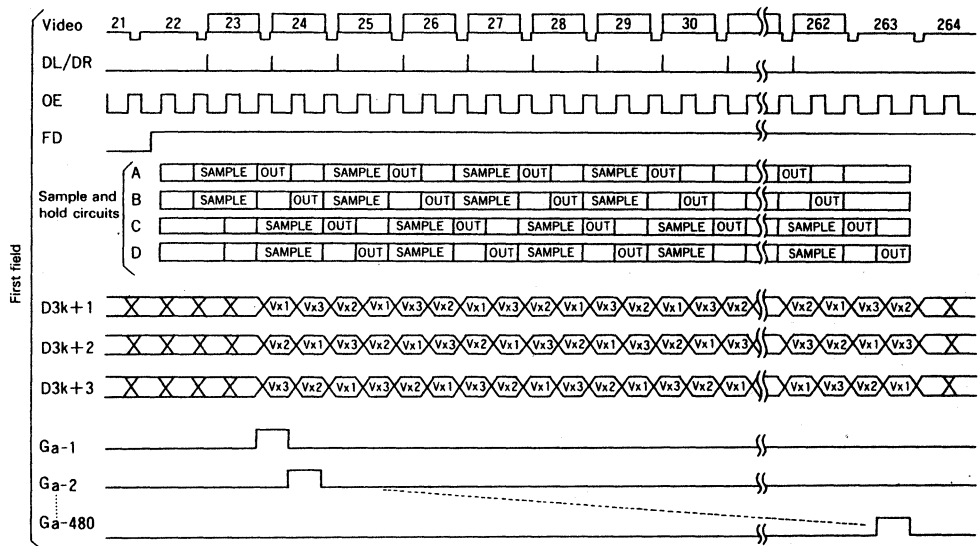 Video 21 22 23 24 25 26 27 28 29 30 262 263 264
DL/DR
OE
FD
First field
Sample and hold circuits
A SAMPLE OUT SAMPLE OUT SAMPLE OUT SAMPLE OUT OUT
B SAMPLE OUT SAMPLE OUT SAMPLE OUT SAMPLE OUT OUT
C SAMPLE OUT SAMPLE OUT SAMPLE OUT SAMPLE OUT SAMPLE OUT
D SAMPLE OUT SAMPLE OUT SAMPLE OUT SAMPLE OUT SAMPLE OUT
D3k+1 Vx1 Vx3 Vx2 Vx1 Vx3 Vx2 Vx1 Vx3 Vx2 Vx1 Vx3 Vx2 Vx1 Vx3 Vx2 Vx2 Vx1 Vx3 Vx2
D3k+2 Vx2 Vx1 Vx3 Vx2 Vx1 Vx3 Vx2 Vx1 Vx3 Vx2 Vx1 Vx3 Vx2 Vx1 Vx3 Vx3 Vx2 Vx1 Vx3
D3k+3 Vx3 Vx2 Vx1 Vx3 Vx2 Vx1 Vx3 Vx2 Vx1 Vx3 Vx2 Vx1 Vx3 Vx2 Vx1 Vx1 Vx3 Vx2 Vx1
Ga-1
Ga-2
Ga-480